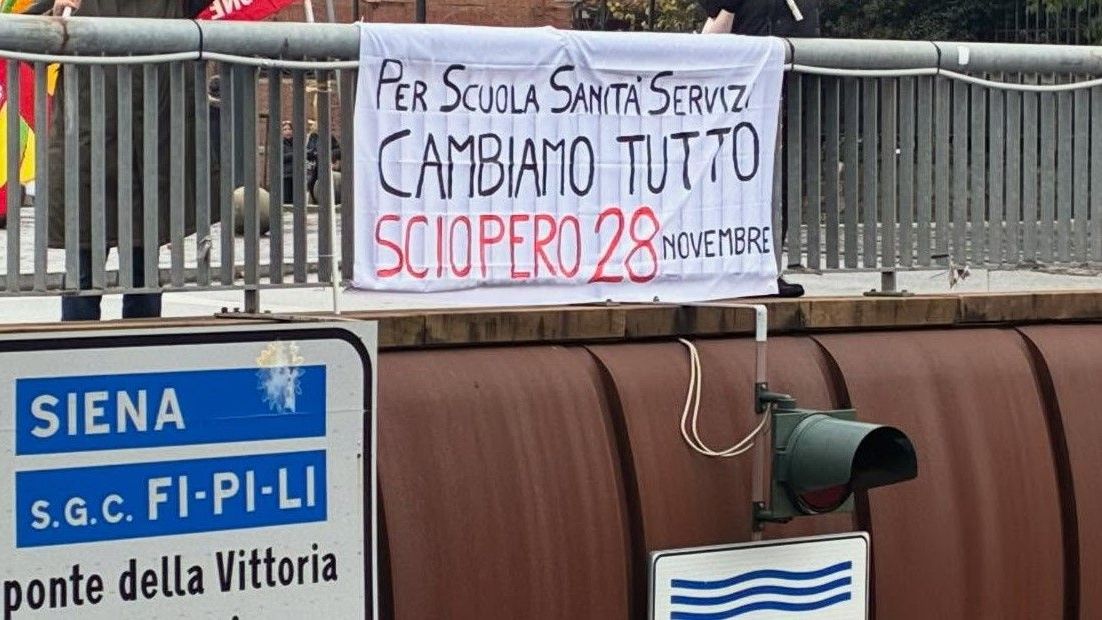 PER SCUOLA SANITÀ SERVIZI
CAMBIAMO TUTTO
SCIOPERO 28 NOVEMBRE
SIENA
S.G.C. FI-PI-LI
ponte della Vittoria